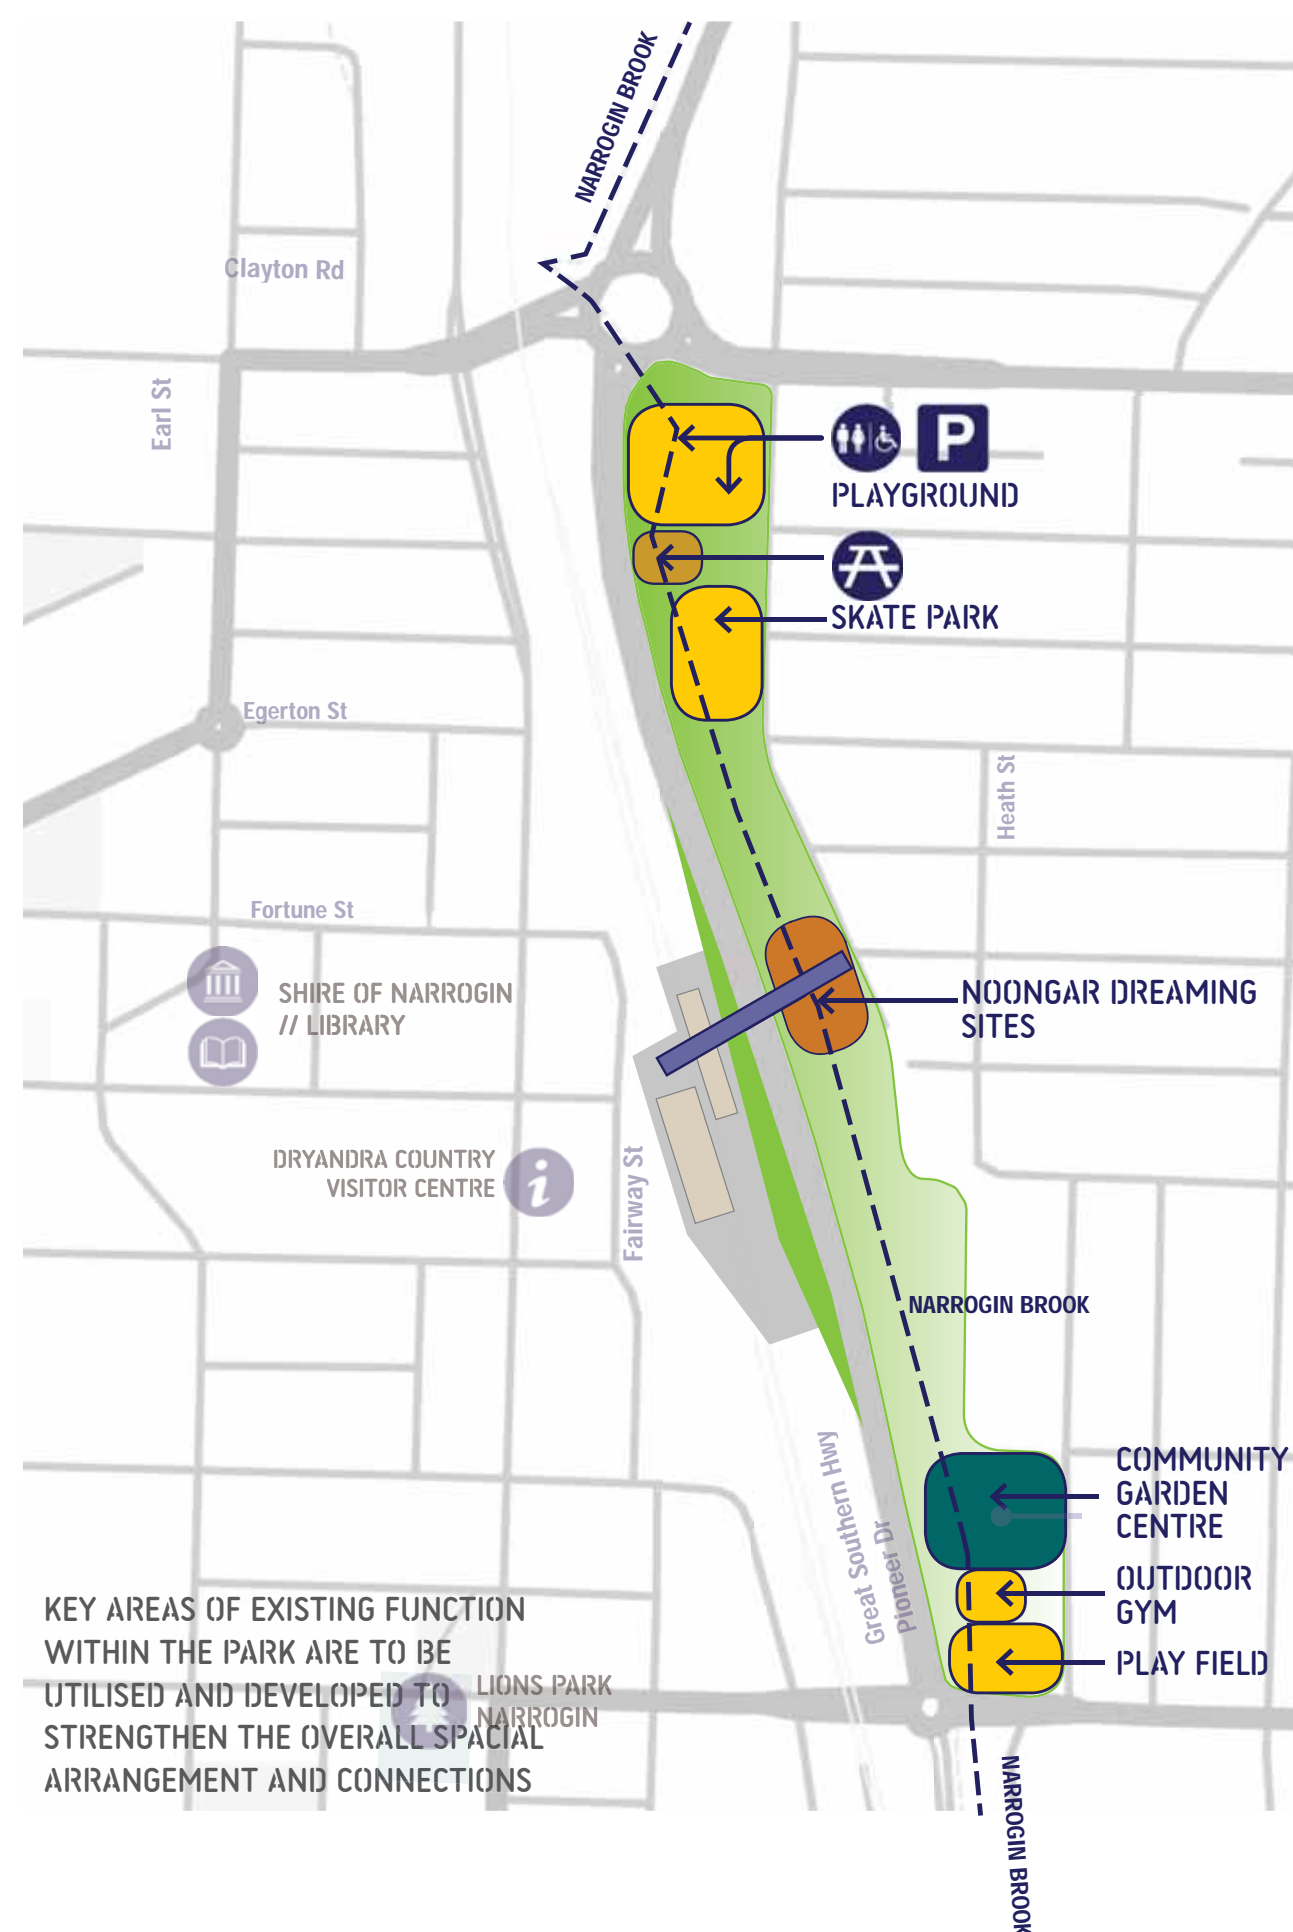 NARROGIN BROOK
Clayton Rd
Earl St
P
PLAYGROUND
SKATE PARK
Egerton St
Heath St
Fortune St
SHIRE OF NARROGIN
// LIBRARY
NOONGAR DREAMING
SITES
DRYANDRA COUNTRY
VISITOR CENTRE
i
Fairway St
NARROGIN BROOK
Great Southern Hwy
Pioneer Dr
COMMUNITY
GARDEN
CENTRE
OUTDOOR
GYM
PLAY FIELD
KEY AREAS OF EXISTING FUNCTION
WITHIN THE PARK ARE TO BE
UTILISED AND DEVELOPED TO
STRENGTHEN THE OVERALL SPACIAL
ARRANGEMENT AND CONNECTIONS
LIONS PARK
NARROGIN
NARROGIN BROOK